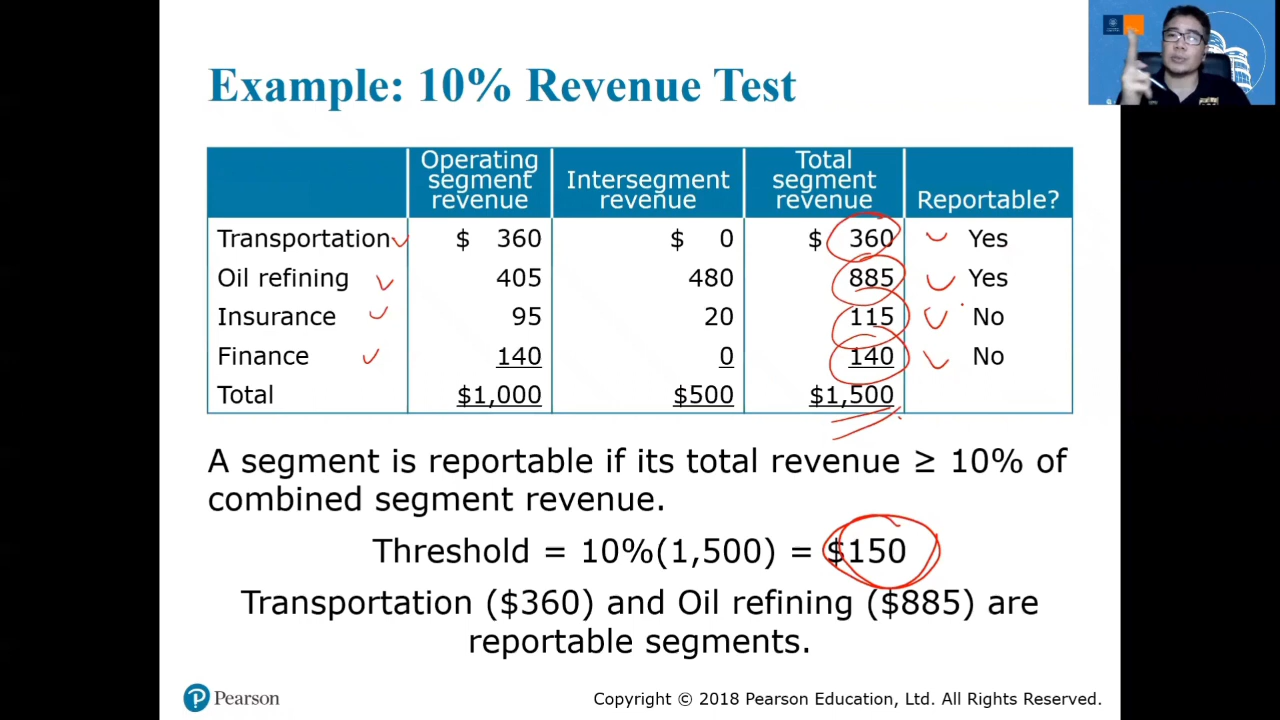 Example: 10% Revenue Test
Operating segment revenue Intersegment revenue Total segment revenue Reportable?
Transportation $ 360 $ 0 $ 360 Yes
Oil refining 405 480 885 Yes
Insurance 95 20 115 No
Finance 140 0 140 No
Total $1,000 $500 $1,500
A segment is reportable if its total revenue ≥ 10% of
combined segment revenue.
Threshold = 10%(1,500) = $150
Transportation ($360) and Oil refining ($885) are
reportable segments.
P Pearson
Copyright © 2018 Pearson Education, Ltd. All Rights Reserved.